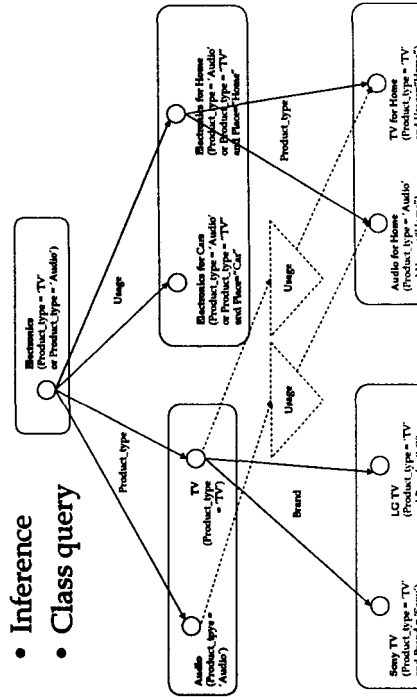 • Inference
• Class query
Electronics
(Product_type = 'TV'
or Product_type = 'Audio')
Product_type
Usage
Audio
(Product_tpye =
'Audio')
TV
(Product_type
= 'TV')
Electronics for Cars
(Product_type = 'Audio'
or Product_type = "TV"
and Place="Car'
Electronics for Home
(Product_type = 'Audio'
or Product_type = "TV"
and Place="Home"
Brand
Usage
Usage
Product_type
Sony TV
(Product_type = 'TV'
LG TV
(Product_type = 'TV'
Audio for Home
(Product_type = 'Audio'
TV for Home
(Product_type = 'TV'